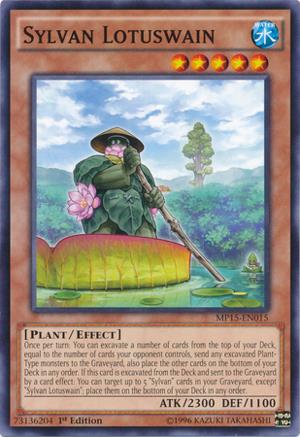 SYLVAN LOTUSWAIN
WATER
水
MP15-EN015
[PLANT / EFFECT]
Once per turn: You can excavate a number of cards from the top of your Deck,
equal to the number of cards your opponent controls, send any excavated Plant-
Type monsters to the Graveyard, also place the other cards on the bottom of your
Deck in any order. If this card is excavated from the Deck and sent to the Graveyard
by a card effect: You can target up to 5 "Sylvan" cards in your Graveyard, except
"Sylvan Lotuswain"; place them on the bottom of your Deck in any order.
ATK/2300 DEF/1100
73136204 1st Edition ©1996 KAZUKI TAKAHASHI